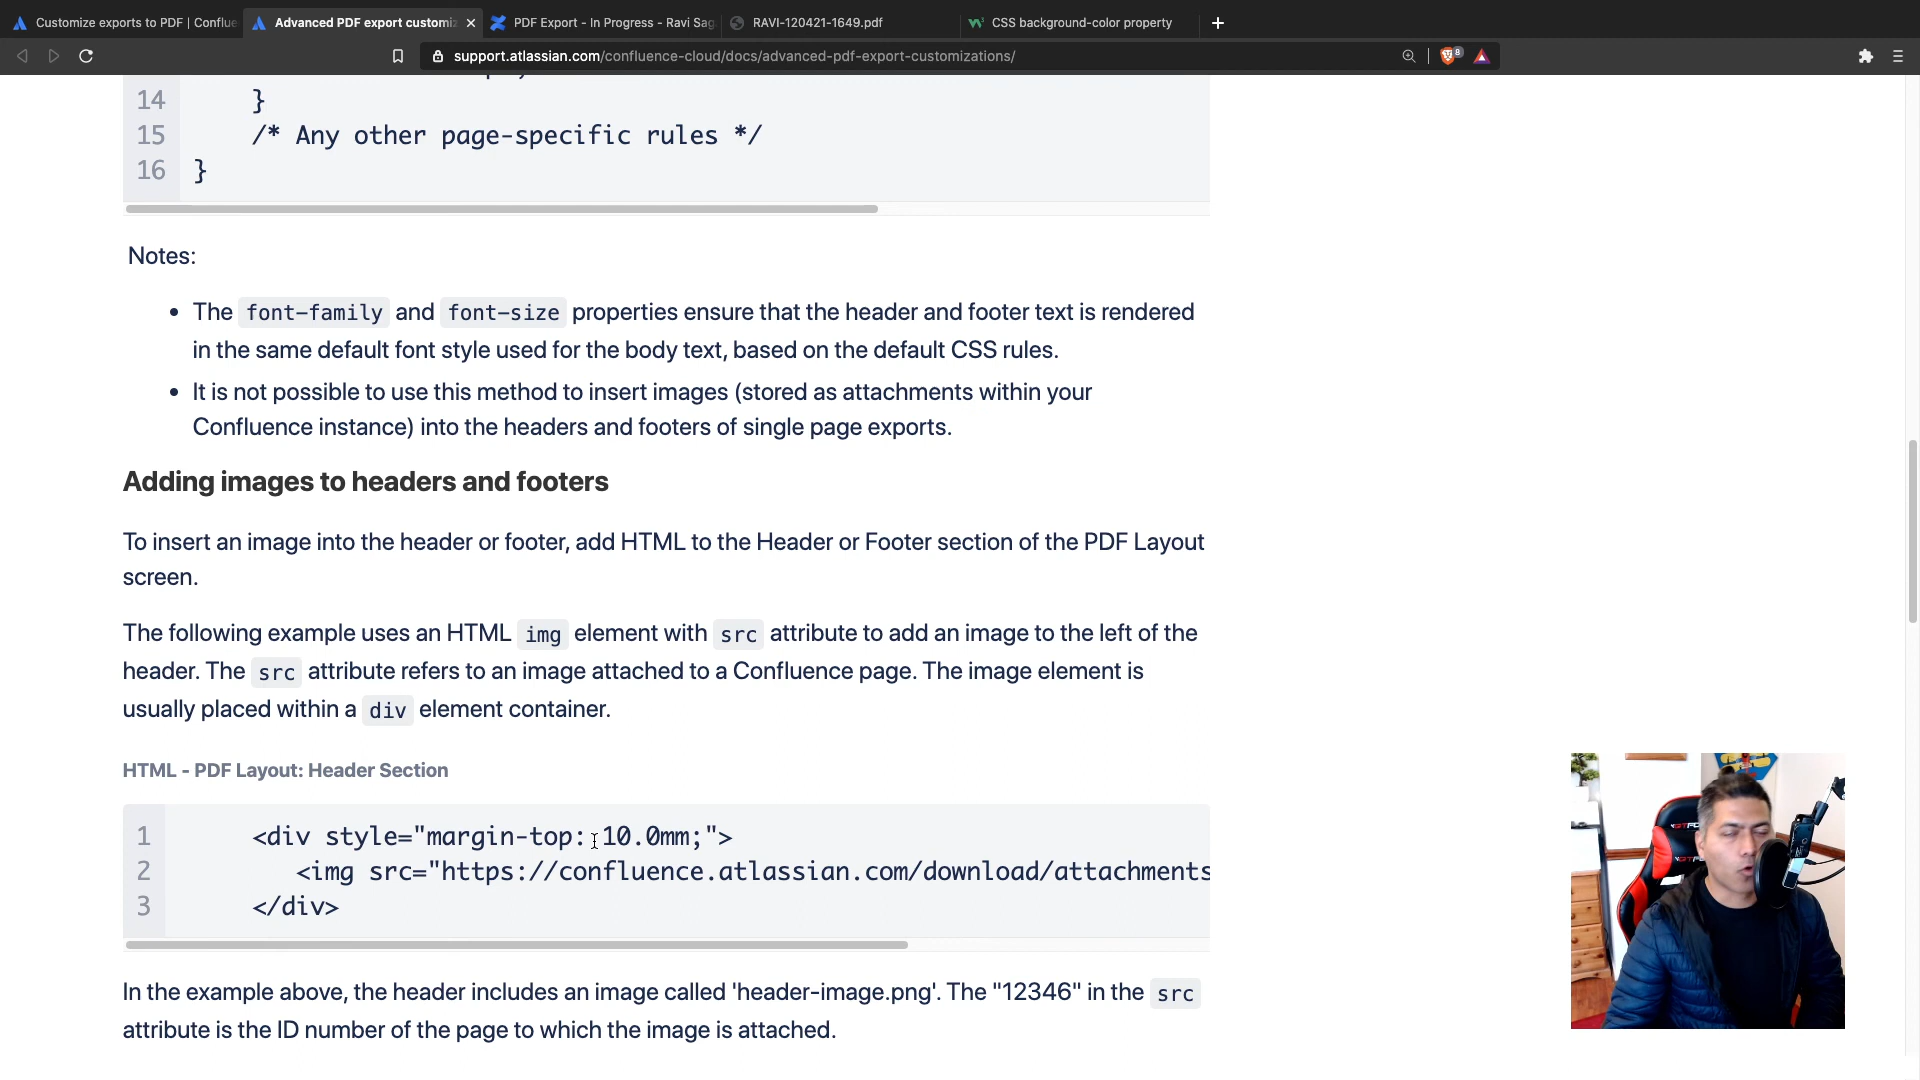 Customize exports to PDF | Conflue
Advanced PDF export customiz
PDF Export - In Progress - Ravi Sag
RAVI-120421-1649.pdf
CSS background-color property
support.atlassian.com/confluence-cloud/docs/advanced-pdf-export-customizations/
8
14 }
15 /* Any other page-specific rules */
16 }
Notes:
• The font-family and font-size properties ensure that the header and footer text is rendered
in the same default font style used for the body text, based on the default CSS rules.
• It is not possible to use this method to insert images (stored as attachments within your
Confluence instance) into the headers and footers of single page exports.
Adding images to headers and footers
To insert an image into the header or footer, add HTML to the Header or Footer section of the PDF Layout
screen.
The following example uses an HTML img element with src attribute to add an image to the left of the
header. The src attribute refers to an image attached to a Confluence page. The image element is
usually placed within a div element container.
HTML - PDF Layout: Header Section
1 <div style="margin-top: 10.0mm;">
2 <img src="https://confluence.atlassian.com/download/attachments
3 </div>
In the example above, the header includes an image called 'header-image.png'. The "12346" in the src
attribute is the ID number of the page to which the image is attached.